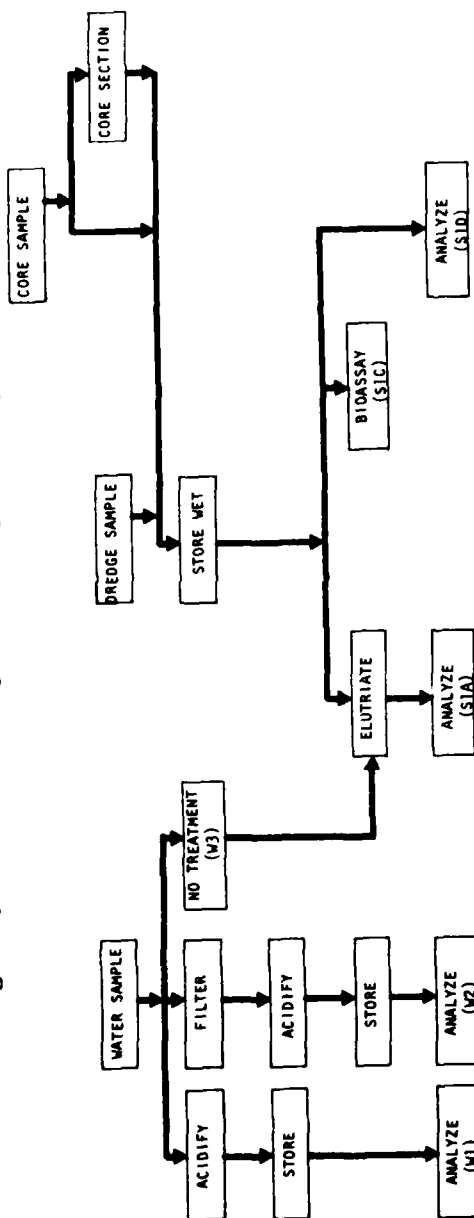 WATER SAMPLE
ACIDIFY
STORE
ANALYZE
(W1)
FILTER
ACIDIFY
STORE
ANALYZE
(W2)
NO TREATMENT
(W3)
DREDGE SAMPLE
CORE SAMPLE
CORE SECTION
STORE WET
ELUTRIATE
ANALYZE
(S1A)
BIOASSAY
(S1C)
ANALYZE
(S1D)